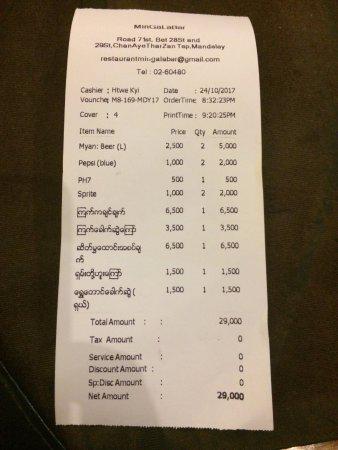 MinGaLaBar
Road 71st, Bet 28St and
29St,ChanAyeTharZan Tsp,Mandalay
restaurantmingalabar@gmail.com
Tel : 02-60480
Cashier : Htwe Kyi Date : 24/10/2017
Vouche: M8-169-MDY17 OrderTime : 8:32:23PM
Cover : 4 PrintTime : 9:20:25PM
Item Name Price Qty Amount
Myan: Beer (L) 2,500 2 5,000
Pepsi (blue) 1,000 2 2,000
PH7 500 1 500
Sprite 1,000 2 2,000
ကြက်ကချင်ချက် 6,500 1 6,500
ကြက်ခေါက်ဆွဲကြော် 3,500 1 3,500
ဆိတ်မွှေထောင်းအစပ်ချ 6,500 1 6,500
က်
ရှမ်းတို့ဟူးကြော် 1,500 1 1,500
ရွှေတောင်ခေါက်ဆွဲ ( 1,500 1 1,500
ရှယ်)
Total Amount : : 29,000
Tax Amount : 0
Service Amount : 0
Discount Amount : 0
Sp:Disc Amount : 0
Net Amount : 29,000